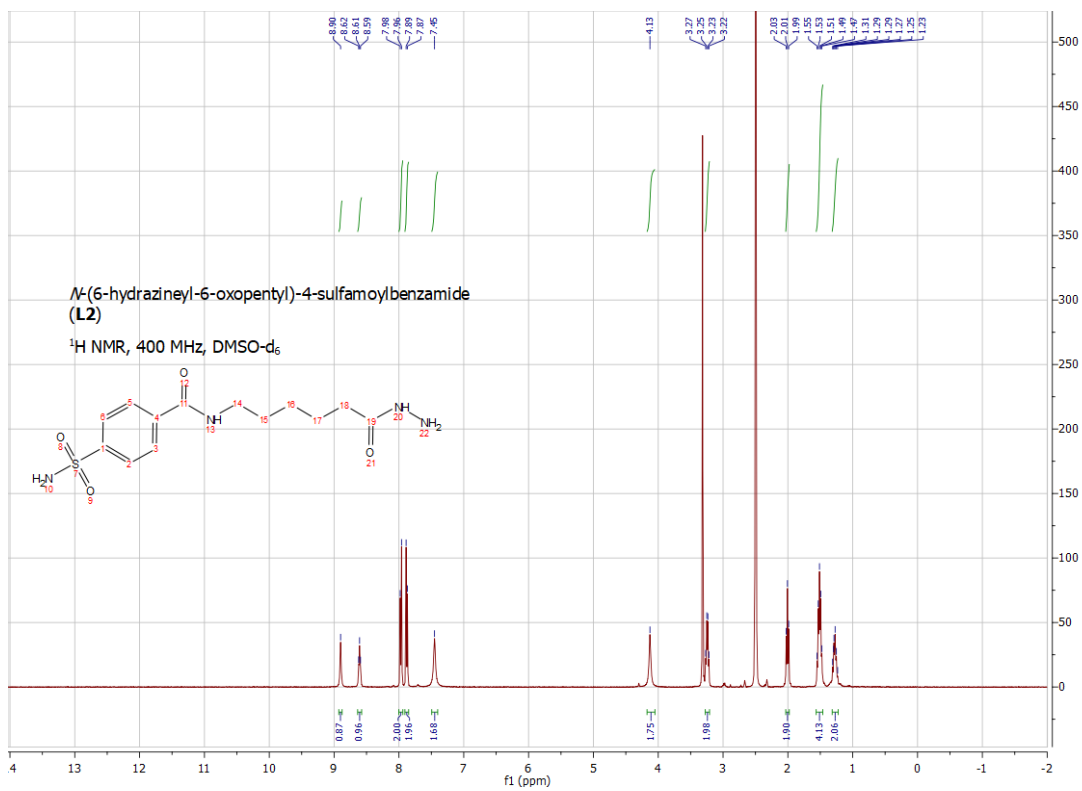 8.90 8.62 8.61 8.59 7.98 7.96 7.89 7.87 7.45 4.13 3.27 3.25 3.23 3.22 2.03 2.01 1.99 1.55 1.53 1.51 1.49 1.47 1.31 1.29 1.29 1.27 1.25 1.23
500
450
400
350
300
250
200
150
100
50
0
N-(6-hydrazineyl-6-oxopentyl)-4-sulfamoylbenzamide
(L2)
¹H NMR, 400 MHz, DMSO-d₆
O
12
5
11
14
16
18
NH
20
6
4
NH
13
15
17
19
NH₂
22
O
8
1
3
O
21
2
S
7
H₂N
10
O
9
0.87 0.96 2.00 1.96 1.68 1.75 1.98 1.90 4.13 2.06
4 13 12 11 10 9 8 7 6 5 4 3 2 1 0 -1 -2
f1 (ppm)